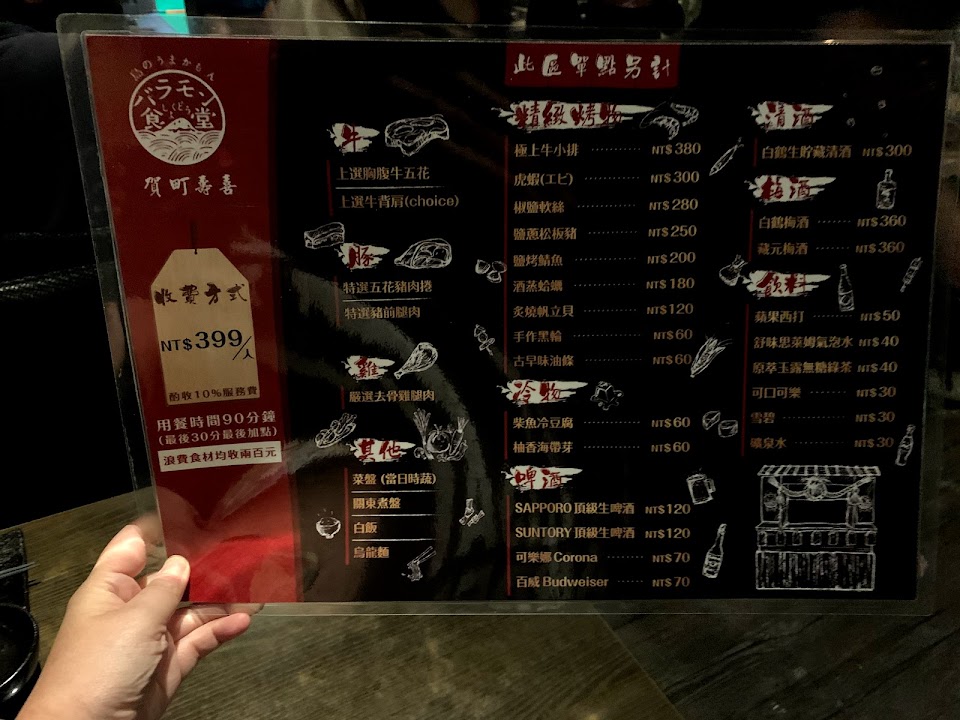 島のうまかもん
バラモン
しょくどう
食堂
賀町壽喜
收費方式
NT$399/人
酌收10%服務費
用餐時間90分鐘
(最後30分最後加點)
浪費食材均收兩百元
牛
上選胸腹牛五花
上選牛背肩(choice)
豚
特選五花豬肉捲
特選豬前腿肉
雞
嚴選去骨雞腿肉
其他
菜盤 (當日時蔬)
關東煮盤
白飯
烏龍麵
此區單點另計
精緻烤物
極上牛小排 ⋯⋯⋯⋯ NT$380
虎蝦(エビ) ⋯⋯⋯⋯ NT$300
椒鹽軟絲 ⋯⋯⋯⋯ NT$280
鹽蔥松板豬 ⋯⋯⋯⋯ NT$250
鹽烤鯖魚 ⋯⋯⋯⋯ NT$200
酒蒸蛤蠣 ⋯⋯⋯⋯ NT$180
炙燒帆立貝 ⋯⋯⋯⋯ NT$120
手作黑輪 ⋯⋯⋯⋯ NT$60
古早味油條 ⋯⋯⋯⋯ NT$60
冷物
柴魚冷豆腐 ⋯⋯⋯⋯ NT$60
柚香海帶芽 ⋯⋯⋯⋯ NT$60
啤酒
SAPPORO頂級生啤酒 NT$120
SUNTORY頂級生啤酒 NT$120
可樂娜Corona ⋯⋯ NT$70
百威Budweiser ⋯⋯ NT$70
清酒
白鶴生貯藏清酒 NT$300
梅酒
白鶴梅酒 ⋯⋯ NT$360
藏元梅酒 ⋯⋯ NT$360
飲料
蘋果西打 ⋯⋯ NT$50
舒味思萊姆氣泡水 NT$40
原萃玉露無糖綠茶 NT$40
可口可樂 ⋯⋯ NT$30
雪碧 ⋯⋯ NT$30
礦泉水 ⋯⋯ NT$30